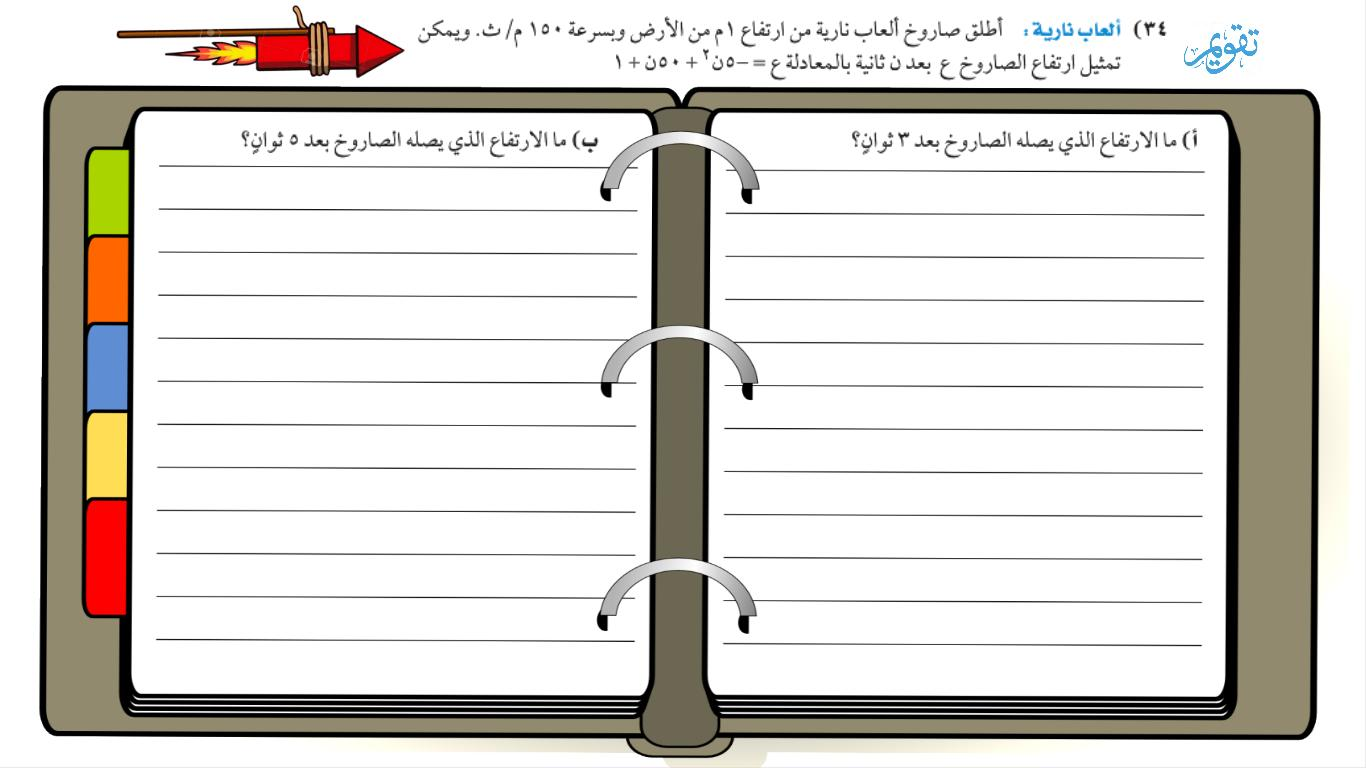 تقويم
٣٤) ألعاب نارية: أطلق صاروخ ألعاب نارية من ارتفاع ١م من الأرض وبسرعة ١٥٠ م/ ث. ويمكن
تمثيل ارتفاع الصاروخ ع بعد ن ثانية بالمعادلة ع = –٥ن٢ + ٥٠ن + ١
أ) ما الارتفاع الذي يصله الصاروخ بعد ٣ ثوانٍ؟
ب) ما الارتفاع الذي يصله الصاروخ بعد ٥ ثوانٍ؟